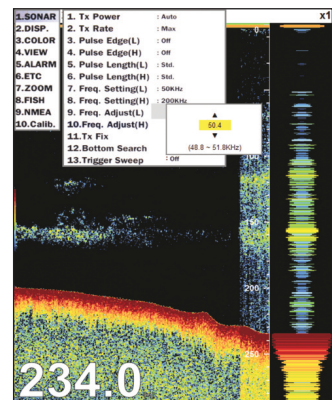 x1
1.SONAR
2.DISP.
3.COLOR
4.VIEW
5.ALARM
6.ETC
7.ZOOM
8.FISH
9.NMEA
10.Calib.
1. Tx Power : Auto
2. Tx Rate : Max
3. Pulse Edge(L) : Off
4. Pulse Edge(H) : Off
5. Pulse Length(L) : Std.
6. Pulse Length(H) : Std.
7. Freq. Setting(L) : 50KHz
8. Freq. Setting(H) : 200KHz
9. Freq. Adjust(L)
10.Freq. Adjust(H)
11.Tx Fix
12.Bottom Search
13.Trigger Sweep : Off
▲
50.4
▼
(48.8 ~ 51.8KHz)
0
150
200
250
234.0